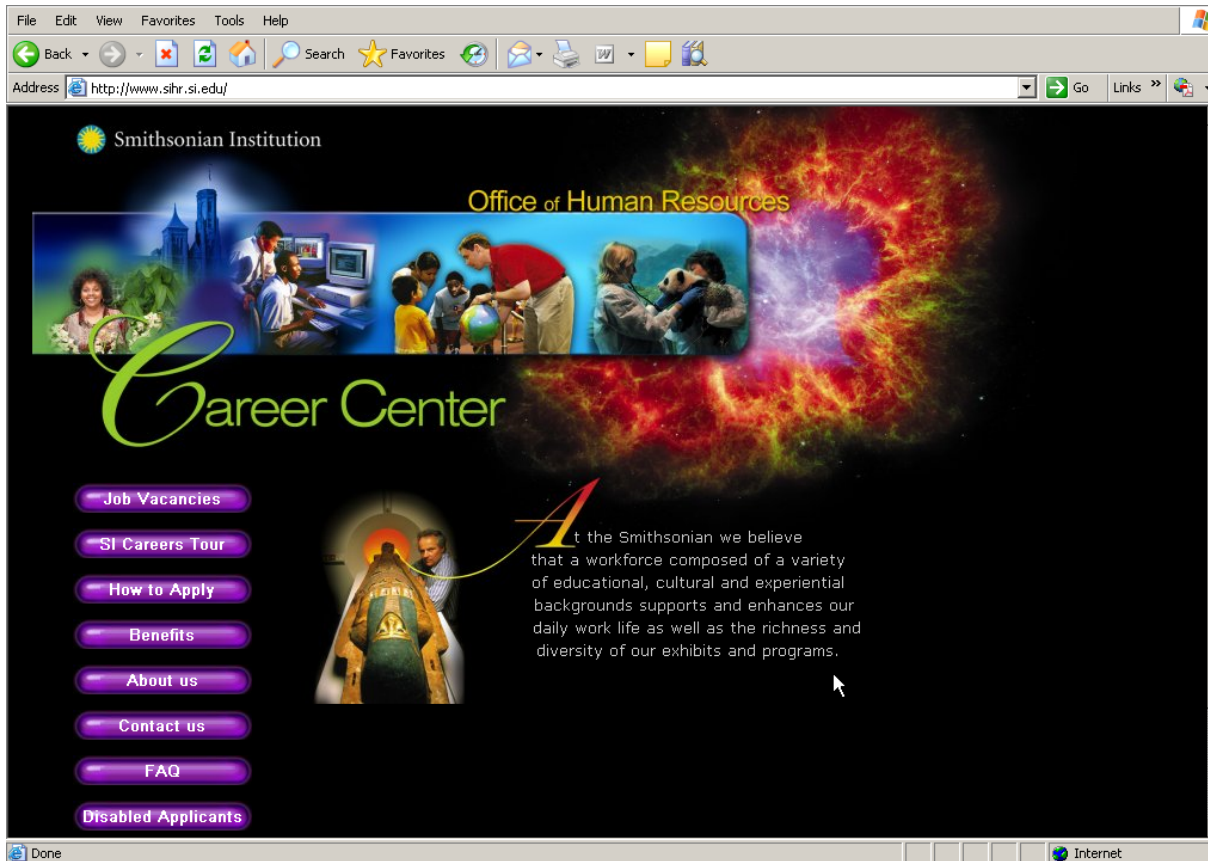 File Edit View Favorites Tools Help
Back Search Favorites
Address http://www.sihr.si.edu/ Go Links »
Smithsonian Institution
Office of Human Resources
Career Center
Job Vacancies
SI Careers Tour
How to Apply
Benefits
About us
Contact us
FAQ
Disabled Applicants
At the Smithsonian we believe
that a workforce composed of a variety
of educational, cultural and experiential
backgrounds supports and enhances our
daily work life as well as the richness and
diversity of our exhibits and programs.
Done Internet